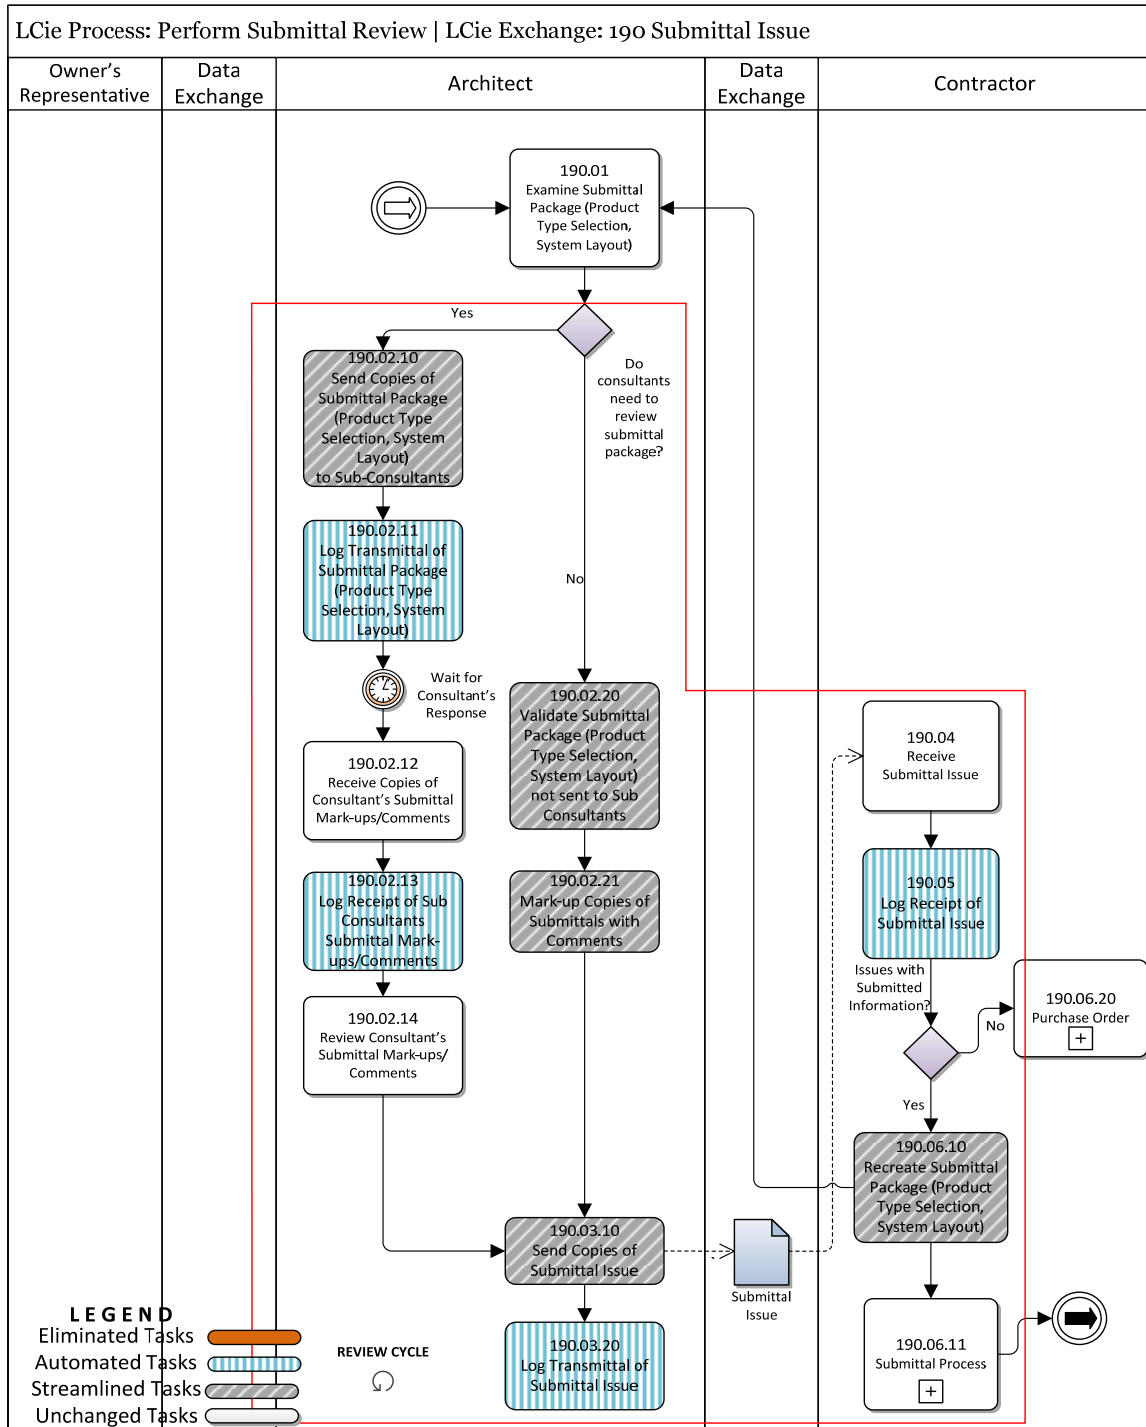 LCie Process: Perform Submittal Review | LCie Exchange: 190 Submittal Issue
Owner's
Representative
Data
Exchange
Architect
Data
Exchange
Contractor
190.01
Examine Submittal
Package (Product
Type Selection,
System Layout)
Yes
Do
consultants
need to
review
submittal
package?
No
190.02.10
Send Copies of
Submittal Package
(Product Type
Selection, System
Layout)
to Sub-Consultants
190.02.11
Log Transmittal of
Submittal Package
(Product Type
Selection, System
Layout)
Wait for
Consultant's
Response
190.02.12
Receive Copies of
Consultant's Submittal
Mark-ups/Comments
190.02.13
Log Receipt of Sub
Consultants
Submittal Mark-
ups/Comments
190.02.14
Review Consultant's
Submittal Mark-ups/
Comments
190.02.20
Validate Submittal
Package (Product
Type Selection,
System Layout)
not sent to Sub
Consultants
190.02.21
Mark-up Copies of
Submittals with
Comments
190.03.10
Send Copies of
Submittal Issue
190.03.20
Log Transmittal of
Submittal Issue
Submittal
Issue
190.04
Receive
Submittal Issue
190.05
Log Receipt of
Submittal Issue
Issues with
Submitted
Information?
No
190.06.20
Purchase Order
+
Yes
190.06.10
Recreate Submittal
Package (Product
Type Selection,
System Layout)
190.06.11
Submittal Process
+
LEGEND
Eliminated Tasks
Automated Tasks
Streamlined Tasks
Unchanged Tasks
REVIEW CYCLE